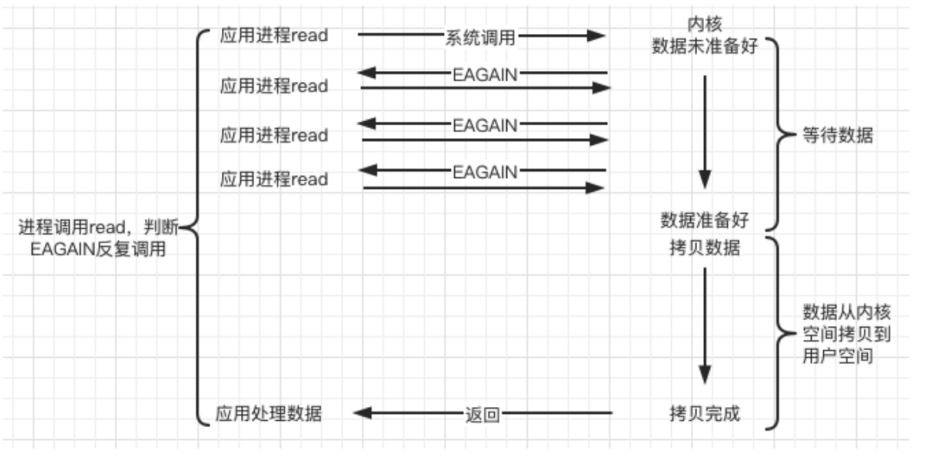 应用进程read
系统调用
内核
数据未准备好
EAGAIN
应用进程read
EAGAIN
应用进程read
等待数据
EAGAIN
应用进程read
进程调用read，判断
EAGAIN反复调用
数据准备好
拷贝数据
数据从内核
空间拷贝到
用户空间
应用处理数据
返回
拷贝完成